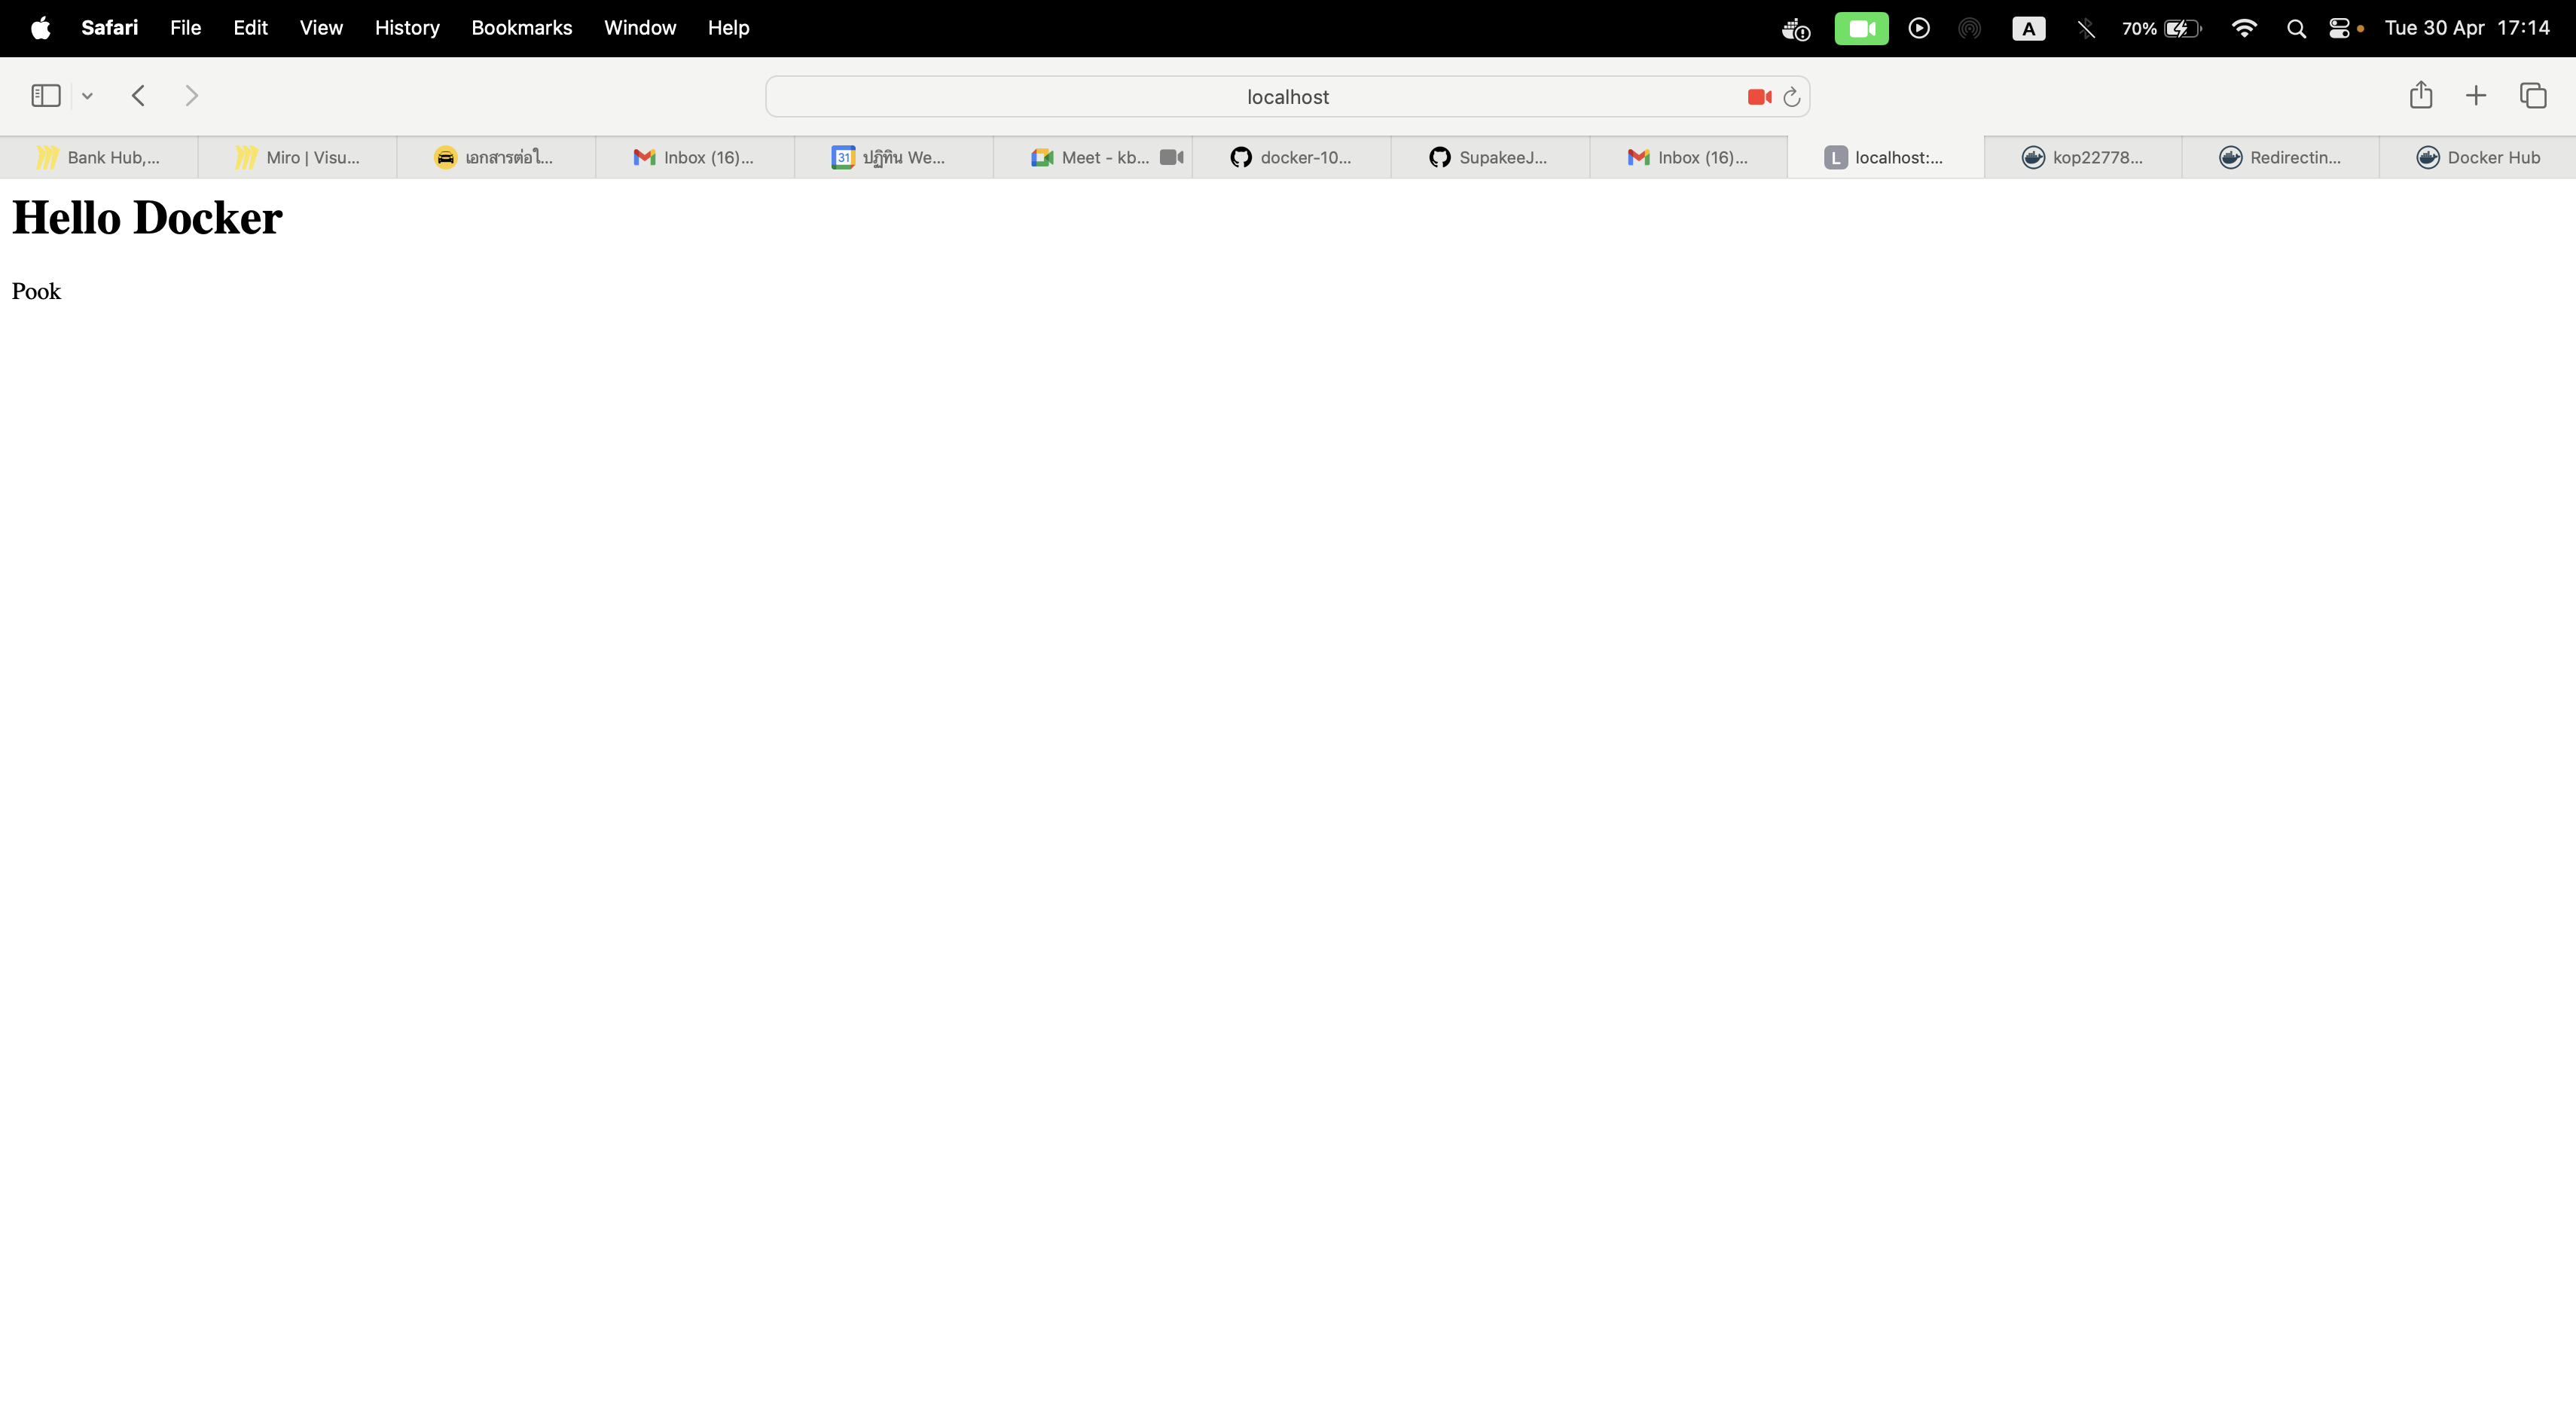 Safari File Edit View History Bookmarks Window Help A 70% Tue 30 Apr 17:14
localhost
Bank Hub,... Miro | Visu... เอกสารต่อใ... Inbox (16)... 31 ปฏิทิน We... Meet - kb... docker-10... SupakeeJ... Inbox (16)... L localhost:... kop22778... Redirectin... Docker Hub
Hello Docker
Pook